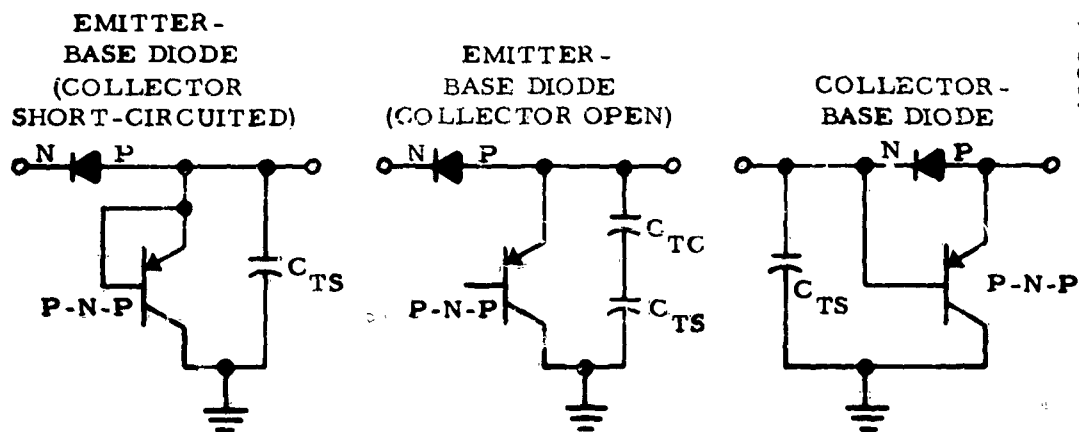 EMITTER-
BASE DIODE
(COLLECTOR
SHORT-CIRCUITED)
N P
P-N-P
C TS
EMITTER-
BASE DIODE
(COLLECTOR OPEN)
N P
P-N-P
C TC
C TS
COLLECTOR-
BASE DIODE
N P
C TS
P-N-P